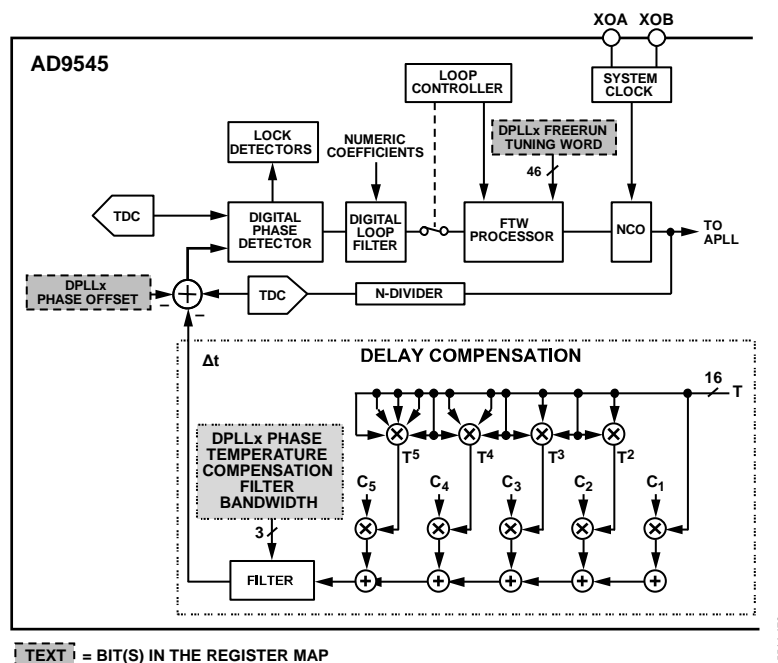 XOA XOB
AD9545
LOOP
CONTROLLER
SYSTEM
CLOCK
LOCK
DETECTORS
NUMERIC
COEFFICIENTS
DPLLx FREERUN
TUNING WORD
46
TDC
DIGITAL
PHASE
DETECTOR
DIGITAL
LOOP
FILTER
FTW
PROCESSOR
NCO
TO
APLL
DPLLx
PHASE OFFSET
–
+
–
TDC
N-DIVIDER
Δt
DELAY COMPENSATION
16
T
DPLLx PHASE
TEMPERATURE
COMPENSATION
FILTER
BANDWIDTH
× × × ×
T5 T4 T3 T2
C5 C4 C3 C2 C1
× × × × ×
3
FILTER
+ + + + +
TEXT = BIT(S) IN THE REGISTER MAP